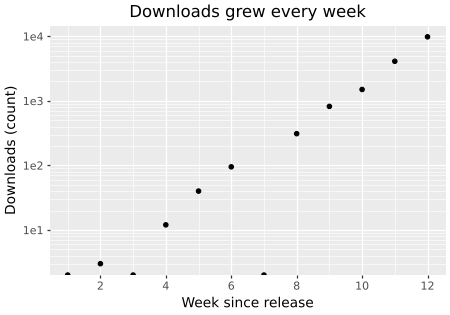 Downloads grew every week
Downloads (count)
1e4
1e3
1e2
1e1
2 4 6 8 10 12
Week since release